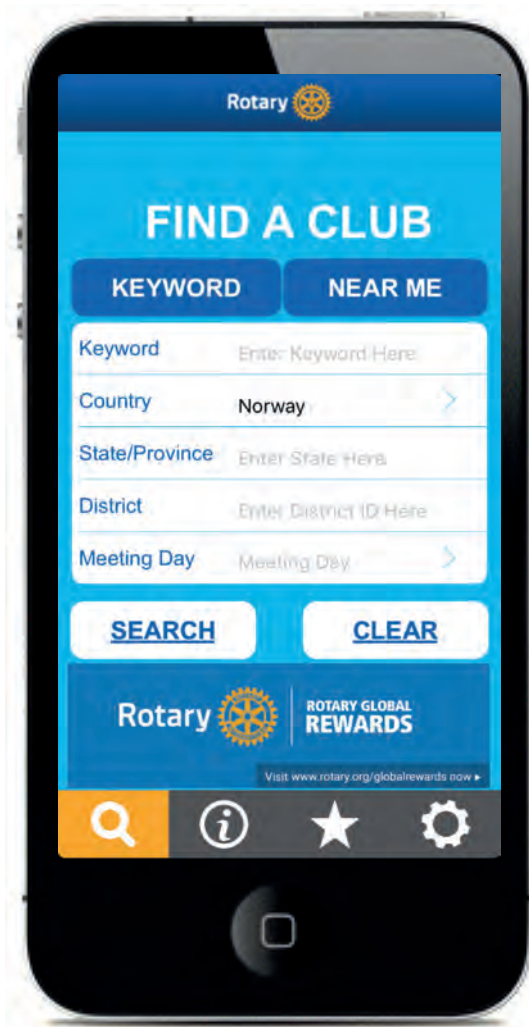 Rotary
FIND A CLUB
KEYWORD NEAR ME
Keyword Enter Keyword Here
Country Norway
State/Province Enter State Here
District Enter District ID Here
Meeting Day Meeting Day
SEARCH CLEAR
Rotary ROTARY GLOBAL
REWARDS
Visit www.rotary.org/globalrewards now